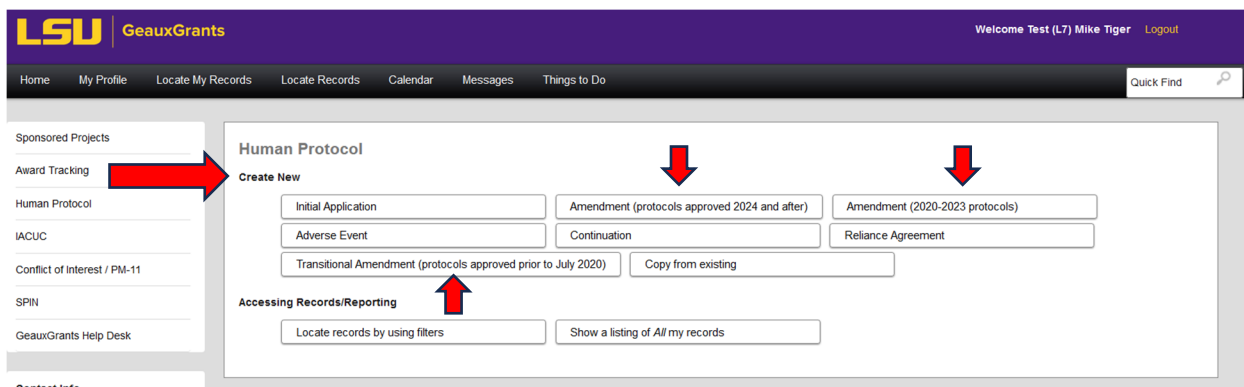 LSU GeauxGrants
Welcome Test (L7) Mike Tiger Logout
Home My Profile Locate My Records Locate Records Calendar Messages Things to Do
Quick Find
Sponsored Projects
Award Tracking
Human Protocol
IACUC
Conflict of Interest / PM-11
SPIN
GeauxGrants Help Desk
Contact Info
Human Protocol
Create New
Initial Application Amendment (protocols approved 2024 and after) Amendment (2020-2023 protocols)
Adverse Event Continuation Reliance Agreement
Transitional Amendment (protocols approved prior to July 2020) Copy from existing
Accessing Records/Reporting
Locate records by using filters Show a listing of All my records